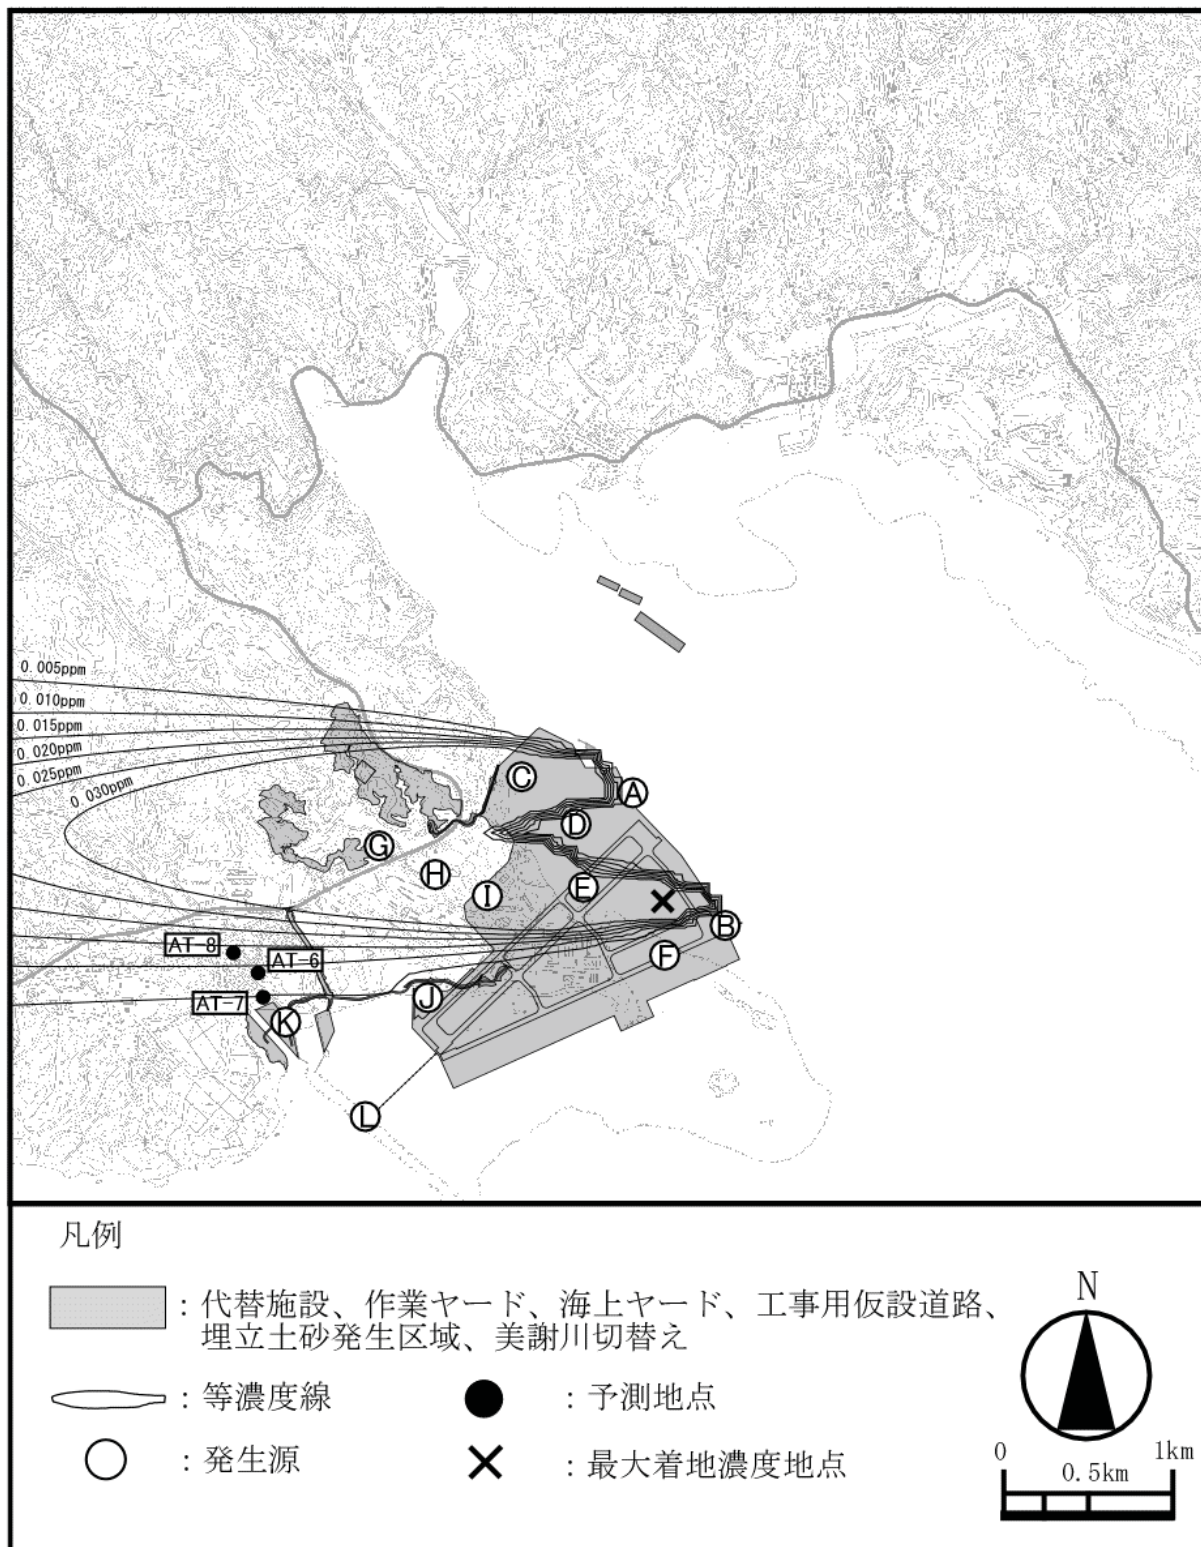 0.005ppm
0.010ppm
0.015ppm
0.020ppm
0.025ppm
0.030ppm
C
A
D
G
H
E
I
B
F
AT-8
AT-6
AT-7
J
K
L
凡例
：代替施設、作業ヤード、海上ヤード、工事用仮設道路、
埋立土砂発生区域、美謝川切替え
：等濃度線
：予測地点
：発生源
：最大着地濃度地点
N
0
1km
0.5km